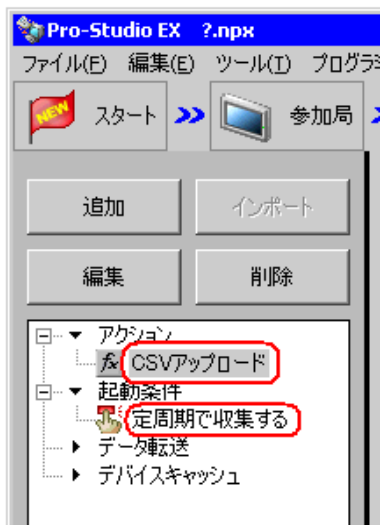 Pro-Studio EX ?.npx
ファイル(F) 編集(E) ツール(T) プログラ
NEW スタート 参加局
追加 インポート
編集 削除
アクション
fx CSVアップロード
起動条件
定周期で収集する
データ転送
デバイスキャッシュ